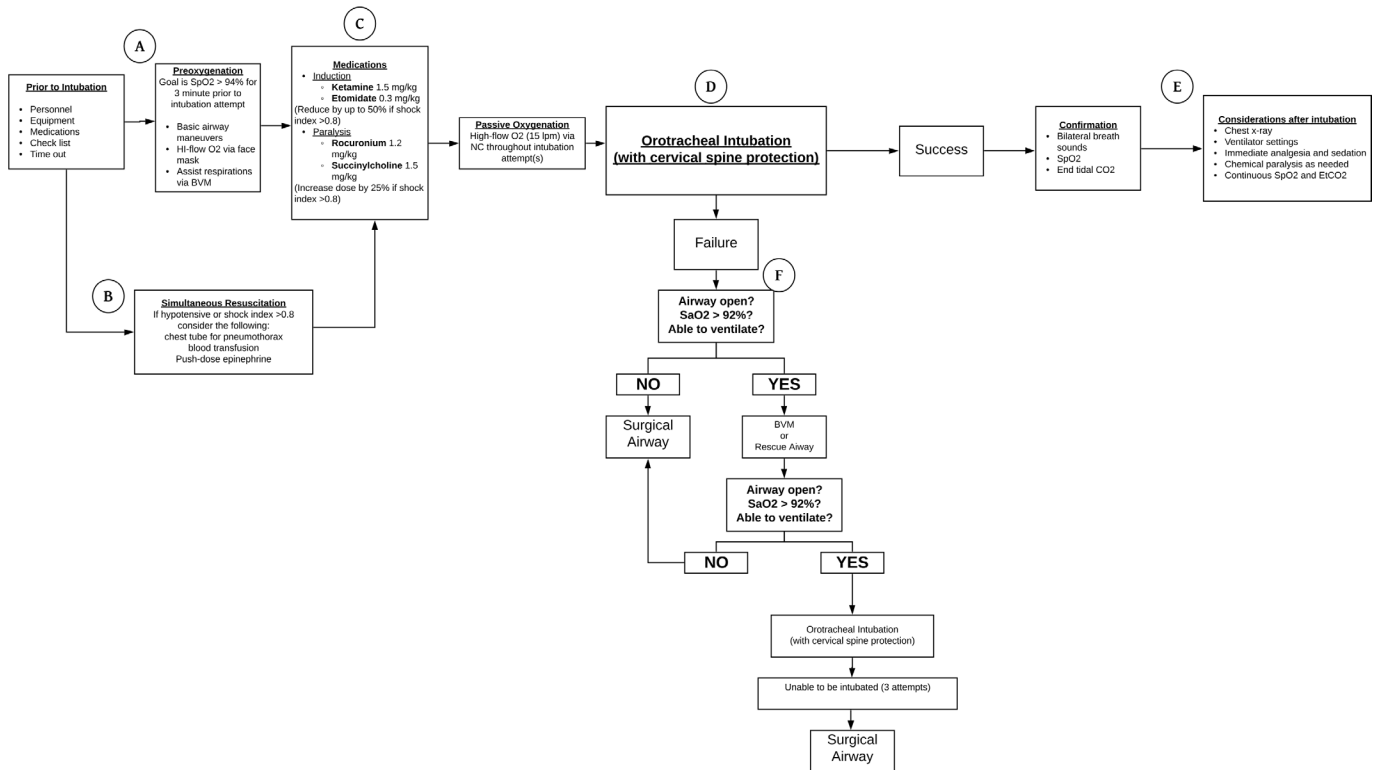 A
Prior to Intubation
Personnel
Equipment
Medications
Check list
Time out
Preoxygenation
Goal is SpO2 > 94% for
3 minute prior to
intubation attempt
Basic airway
maneuvers
HI-flow O2 via face
mask
Assist respirations
via BVM
B
Simultaneous Resuscitation
If hypotensive or shock index >0.8
consider the following:
chest tube for pneumothorax
blood transfusion
Push-dose epinephrine
C
Medications
Induction
Ketamine 1.5 mg/kg
Etomidate 0.3 mg/kg
(Reduce by up to 50% if shock
index >0.8)
Paralysis
Rocuronium 1.2
mg/kg
Succinylcholine 1.5
mg/kg
(Increase dose by 25% if shock
index >0.8)
Passive Oxygenation
High-flow O2 (15 lpm) via
NC throughout intubation
attempt(s)
D
Orotracheal Intubation
(with cervical spine protection)
Success
Confirmation
Bilateral breath
sounds
SpO2
End tidal CO2
E
Considerations after intubation
Chest x-ray
Ventilator settings
Immediate analgesia and sedation
Chemical paralysis as needed
Continuous SpO2 and EtCO2
Failure
F
Airway open?
SaO2 > 92%?
Able to ventilate?
NO
YES
Surgical
Airway
BVM
or
Rescue Aiway
Airway open?
SaO2 > 92%?
Able to ventilate?
NO
YES
Orotracheal Intubation
(with cervical spine protection)
Unable to be intubated (3 attempts)
Surgical
Airway